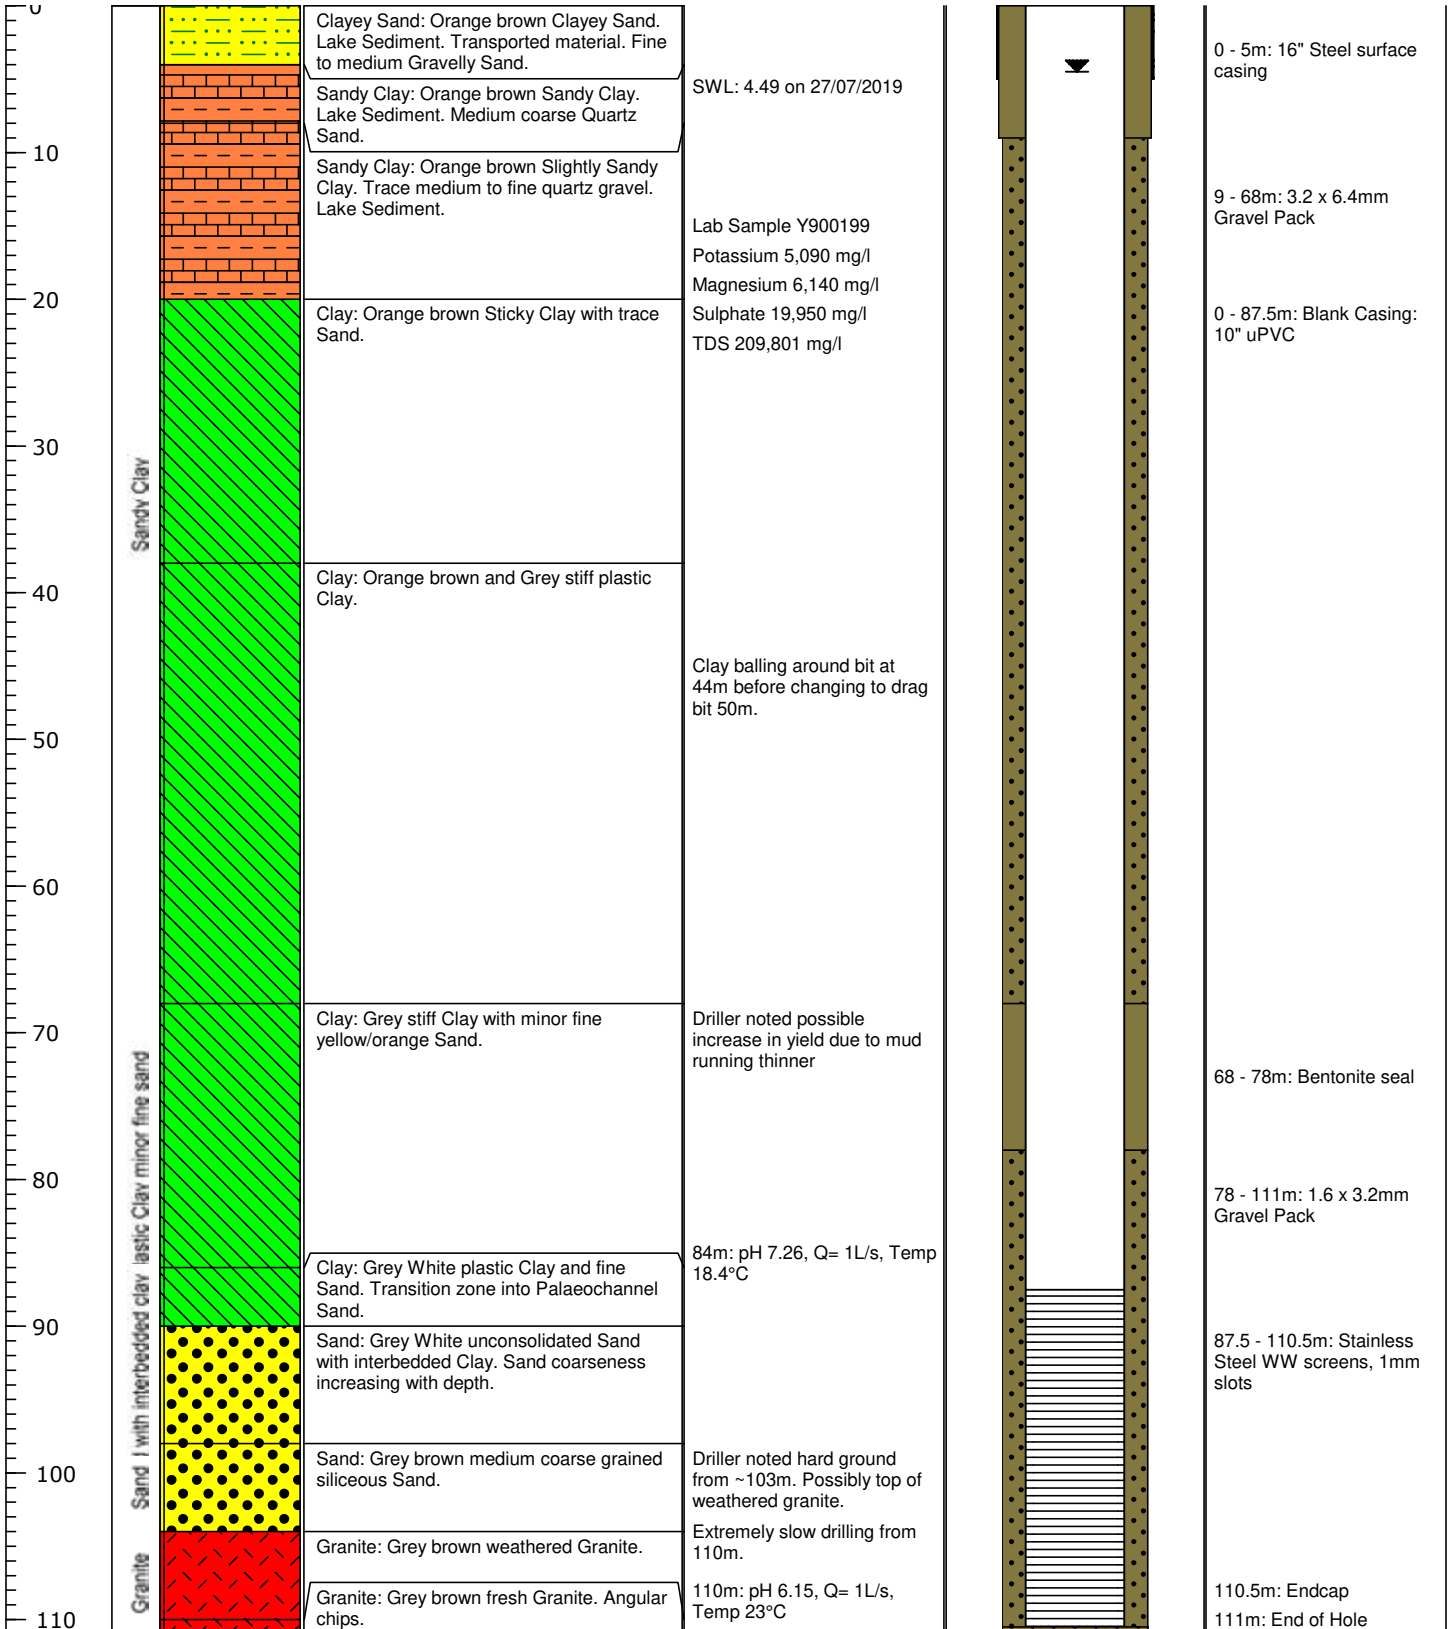 0
10
20
30
40
50
60
70
80
90
100
110
Sandy Clay
lastic Clay minor fine sand
l with interbedded clay
Sand
Granite
Clayey Sand: Orange brown Clayey Sand.
Lake Sediment. Transported material. Fine
to medium Gravelly Sand.
Sandy Clay: Orange brown Sandy Clay.
Lake Sediment. Medium coarse Quartz
Sand.
Sandy Clay: Orange brown Slightly Sandy
Clay. Trace medium to fine quartz gravel.
Lake Sediment.
Clay: Orange brown Sticky Clay with trace
Sand.
Clay: Orange brown and Grey stiff plastic
Clay.
Clay: Grey stiff Clay with minor fine
yellow/orange Sand.
Clay: Grey White plastic Clay and fine
Sand. Transition zone into Palaeochannel
Sand.
Sand: Grey White unconsolidated Sand
with interbedded Clay. Sand coarseness
increasing with depth.
Sand: Grey brown medium coarse grained
siliceous Sand.
Granite: Grey brown weathered Granite.
Granite: Grey brown fresh Granite. Angular
chips.
SWL: 4.49 on 27/07/2019
Lab Sample Y900199
Potassium 5,090 mg/l
Magnesium 6,140 mg/l
Sulphate 19,950 mg/l
TDS 209,801 mg/l
Clay balling around bit at
44m before changing to drag
bit 50m.
Driller noted possible
increase in yield due to mud
running thinner
84m: pH 7.26, Q= 1L/s, Temp
18.4°C
Driller noted hard ground
from ~103m. Possibly top of
weathered granite.
Extremely slow drilling from
110m.
110m: pH 6.15, Q= 1L/s,
Temp 23°C
0 - 5m: 16" Steel surface
casing
9 - 68m: 3.2 x 6.4mm
Gravel Pack
0 - 87.5m: Blank Casing:
10" uPVC
68 - 78m: Bentonite seal
78 - 111m: 1.6 x 3.2mm
Gravel Pack
87.5 - 110.5m: Stainless
Steel WW screens, 1mm
slots
110.5m: Endcap
111m: End of Hole